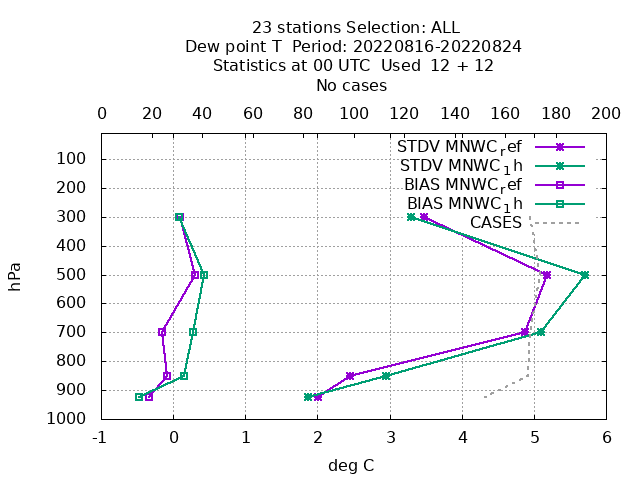 23 stations Selection: ALL
Dew point T  Period: 20220816-20220824
Statistics at 00 UTC  Used  12 + 12
No cases
0 20 40 60 80 100 120 140 160 180 200
STDV MNWC_ref
STDV MNWC_1h
BIAS MNWC_ref
BIAS MNWC_1h
CASES
100
200
300
400
500
600
700
800
900
1000
hPa
-1 0 1 2 3 4 5 6
deg C